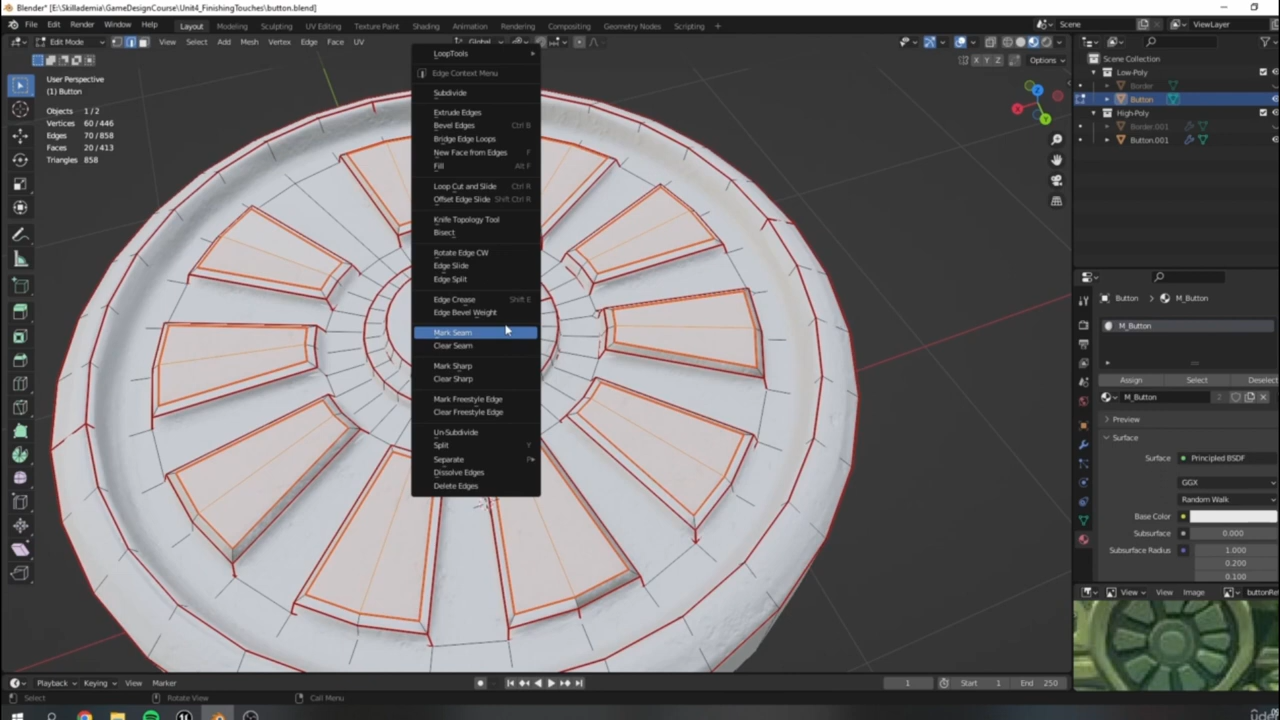 Blender* [E:\Skillademia\GameDesignCourse\Unit4_FinishingTouches\button.blend]
File Edit Render Window Help Layout Modeling Sculpting UV Editing Texture Paint Shading Animation Rendering Compositing Geometry Nodes Scripting + Scene ViewLayer
Edit Mode View Select Add Mesh Vertex Edge Face UV Global
X Y Z Options
User Perspective
(1) Button
Objects 1/2
Vertices 60/446
Edges 70/858
Faces 20/413
Triangles 858
LoopTools
Edge Context Menu
Subdivide
Extrude Edges
Bevel Edges Ctrl B
Bridge Edge Loops
New Face from Edges F
Fill Alt F
Loop Cut and Slide Ctrl R
Offset Edge Slide Shift Ctrl R
Knife Topology Tool
Bisect
Rotate Edge CW
Edge Slide
Edge Split
Edge Crease Shift E
Edge Bevel Weight
Mark Seam
Clear Seam
Mark Sharp
Clear Sharp
Mark Freestyle Edge
Clear Freestyle Edge
Un-Subdivide
Split Y
Separate P
Dissolve Edges
Delete Edges
Z
X
Y
Scene Collection
Low-Poly
Border
Button
High-Poly
Border.001
Button.001
Button M_Button
M_Button
Assign Select Deselect
M_Button 2
Preview
Surface
Surface Principled BSDF
GGX
Random Walk
Base Color
Subsurface 0.000
Subsurface Radius 1.000
0.200
0.100
View View Image
Playback Keying View Marker 1 Start 1 End 250
Select Rotate View Call Menu